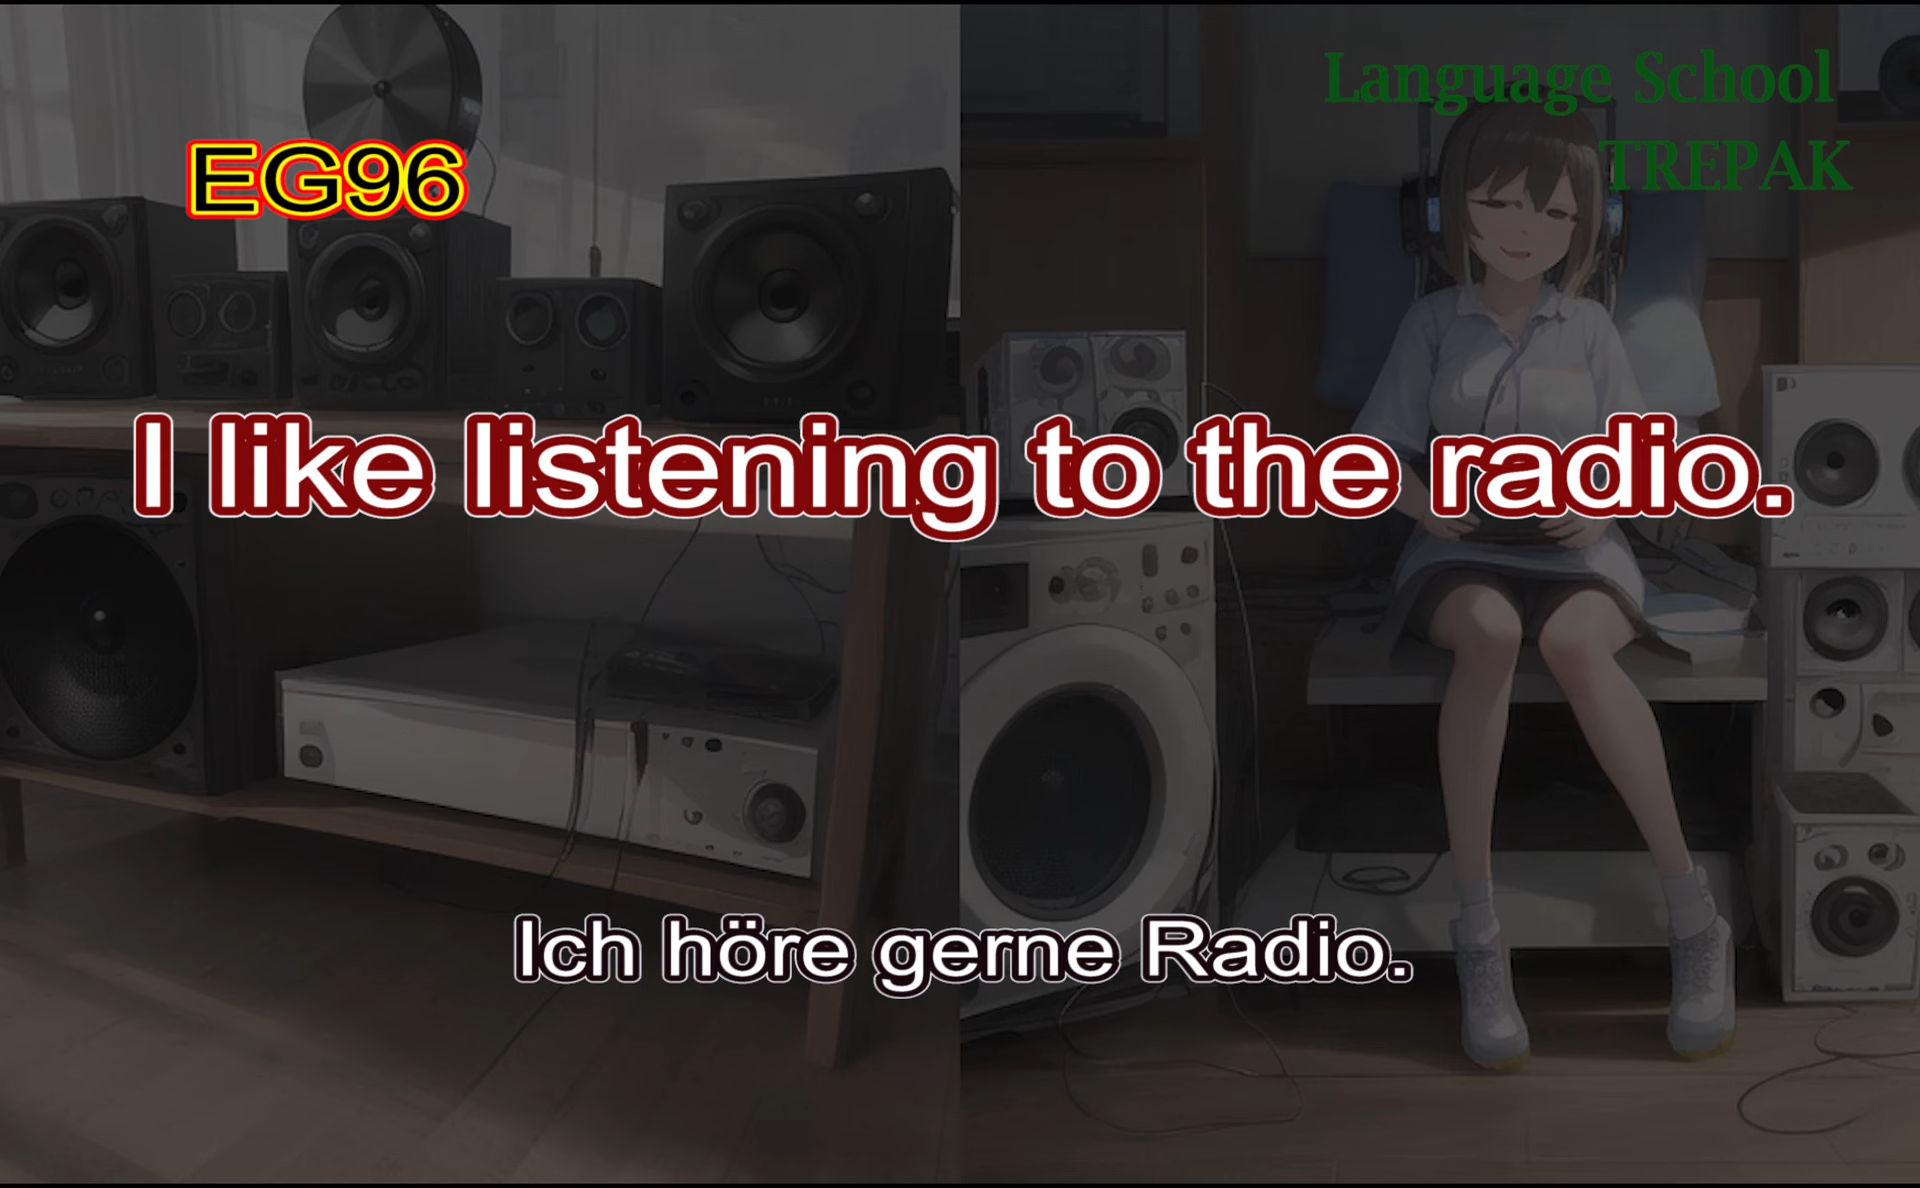 Language School
TREPAK
EG96
I like listening to the radio.
Ich höre gerne Radio.